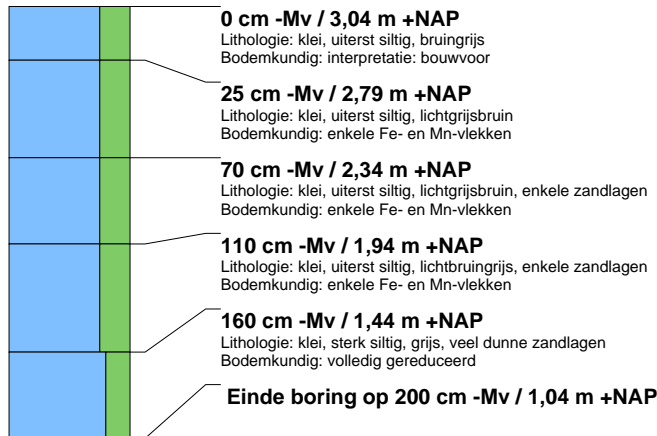 0 cm -Mv / 3,04 m +NAP
Lithologie: klei, uiterst siltig, bruingrijs
Bodemkundig: interpretatie: bouwvoor
25 cm -Mv / 2,79 m +NAP
Lithologie: klei, uiterst siltig, lichtgrijsbruin
Bodemkundig: enkele Fe- en Mn-vlekken
70 cm -Mv / 2,34 m +NAP
Lithologie: klei, uiterst siltig, lichtgrijsbruin, enkele zandlagen
Bodemkundig: enkele Fe- en Mn-vlekken
110 cm -Mv / 1,94 m +NAP
Lithologie: klei, uiterst siltig, lichtbruingrijs, enkele zandlagen
Bodemkundig: enkele Fe- en Mn-vlekken
160 cm -Mv / 1,44 m +NAP
Lithologie: klei, sterk siltig, grijs, veel dunne zandlagen
Bodemkundig: volledig gereduceerd
Einde boring op 200 cm -Mv / 1,04 m +NAP